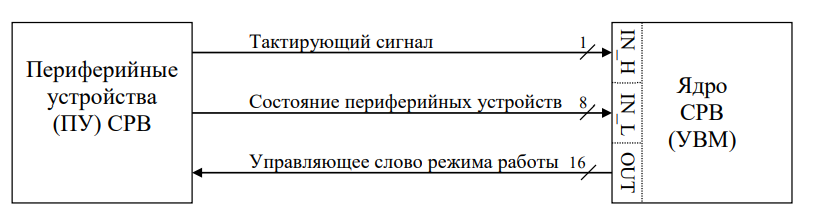 Периферийные
устройства
(ПУ) СРВ
Тактирующий сигнал
1
Состояние периферийных устройств
8
Управляющее слово режима работы
16
IN_H
IN_L
OUT
Ядро
СРВ
(УВМ)